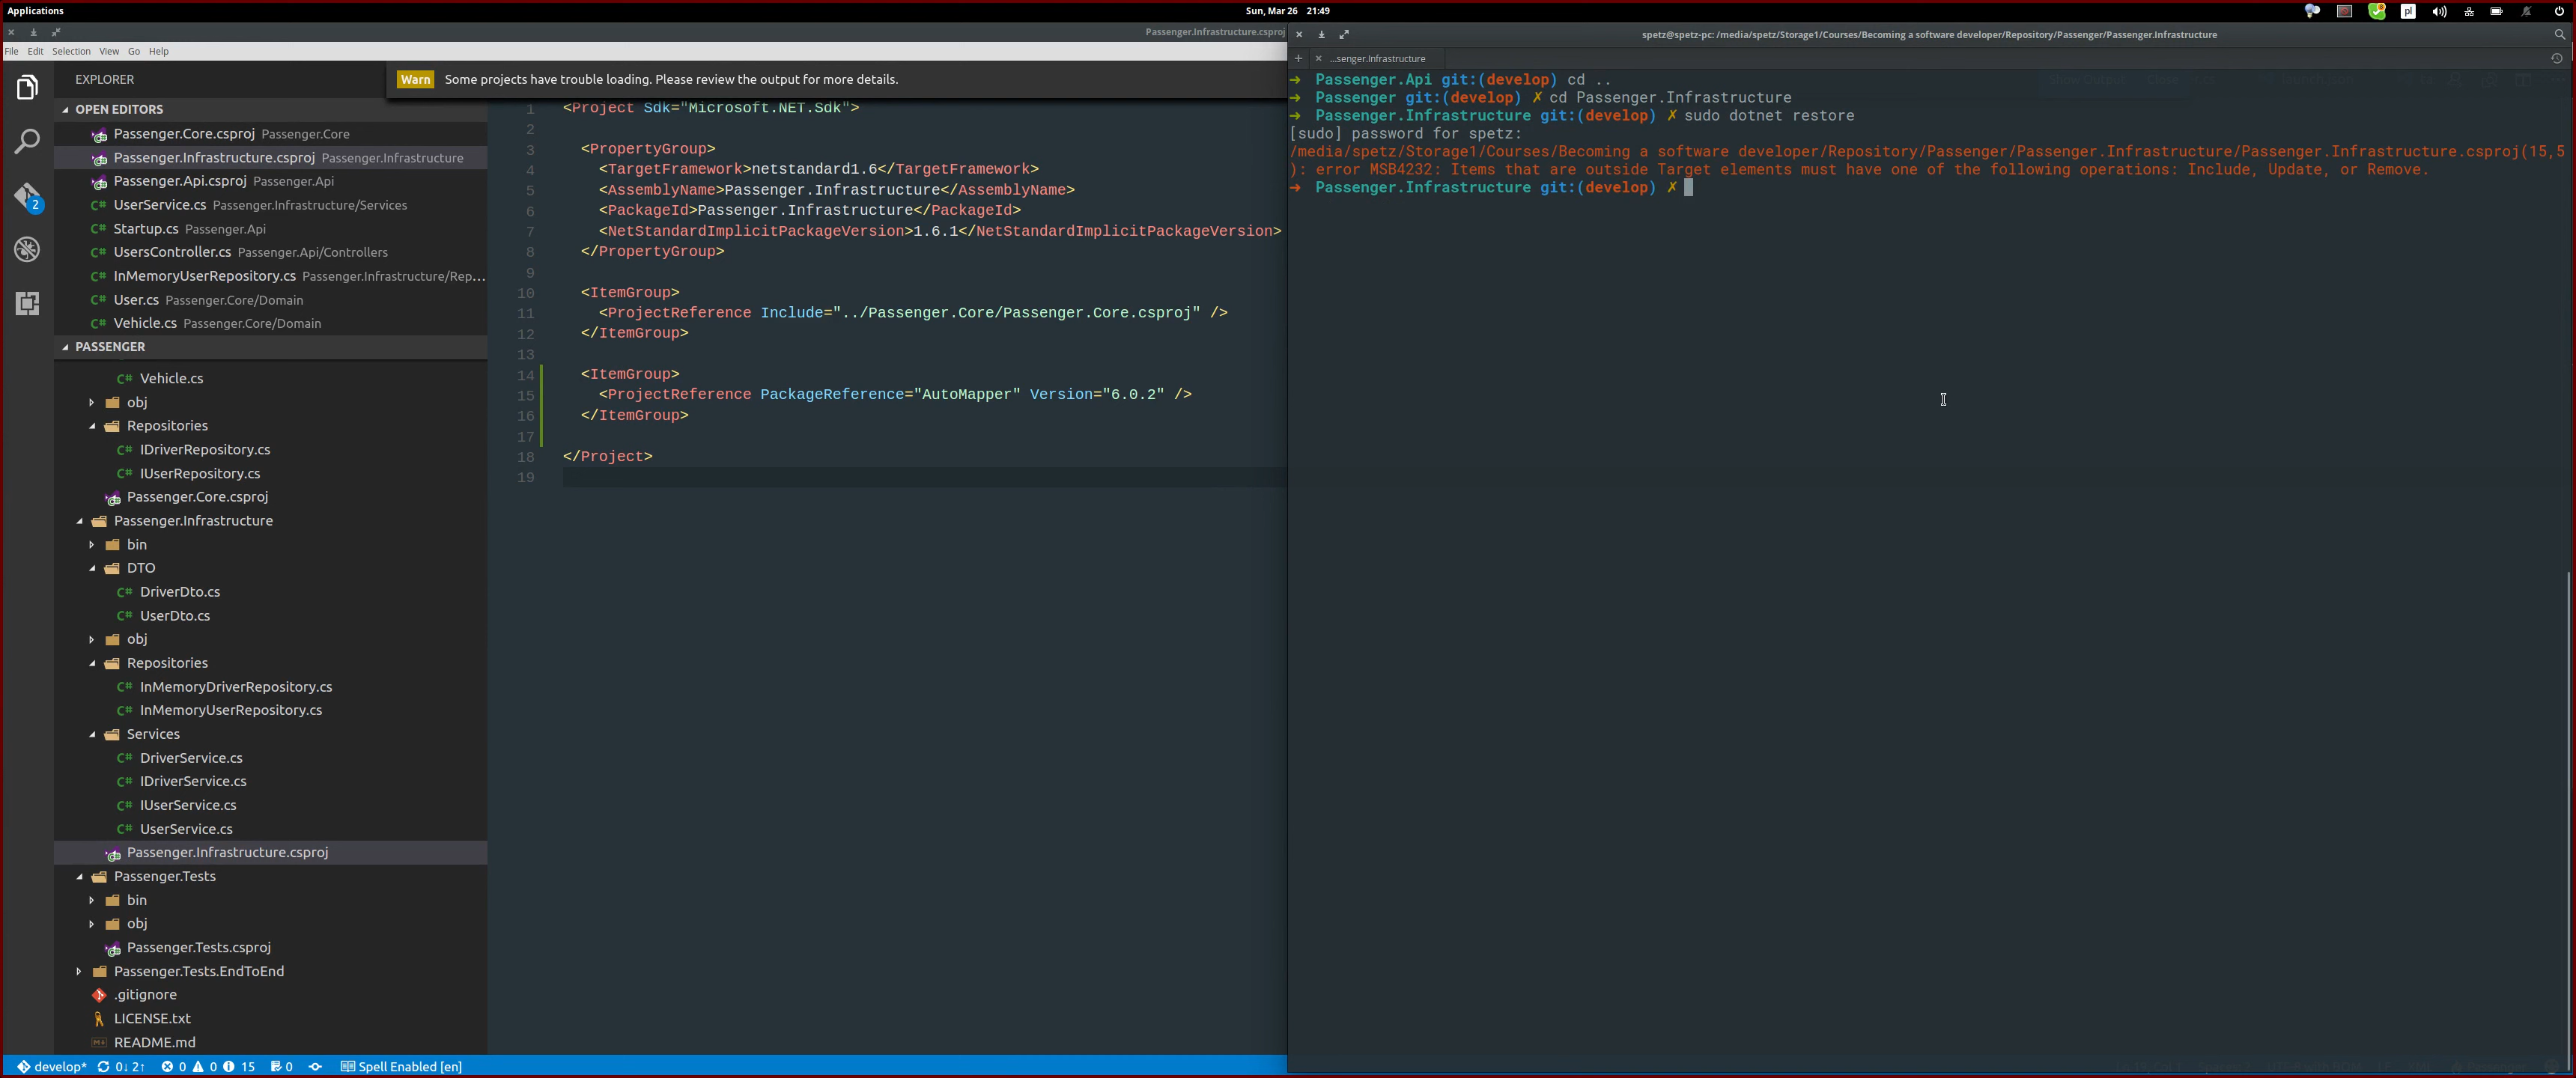 Applications
Sun, Mar 26 21:49
pl
Passenger.Infrastructure.csproj
File Edit Selection View Go Help
EXPLORER
Warn Some projects have trouble loading. Please review the output for more details.
OPEN EDITORS
Passenger.Core.csproj Passenger.Core
Passenger.Infrastructure.csproj Passenger.Infrastructure
Passenger.Api.csproj Passenger.Api
UserService.cs Passenger.Infrastructure/Services
Startup.cs Passenger.Api
UsersController.cs Passenger.Api/Controllers
InMemoryUserRepository.cs Passenger.Infrastructure/Rep...
User.cs Passenger.Core/Domain
Vehicle.cs Passenger.Core/Domain
2
PASSENGER
Vehicle.cs
obj
Repositories
IDriverRepository.cs
IUserRepository.cs
Passenger.Core.csproj
Passenger.Infrastructure
bin
DTO
DriverDto.cs
UserDto.cs
obj
Repositories
InMemoryDriverRepository.cs
InMemoryUserRepository.cs
Services
DriverService.cs
IDriverService.cs
IUserService.cs
UserService.cs
Passenger.Infrastructure.csproj
Passenger.Tests
bin
obj
Passenger.Tests.csproj
Passenger.Tests.EndToEnd
.gitignore
LICENSE.txt
README.md
1 <Project Sdk="Microsoft.NET.Sdk">
2
3 <PropertyGroup>
4 <TargetFramework>netstandard1.6</TargetFramework>
5 <AssemblyName>Passenger.Infrastructure</AssemblyName>
6 <PackageId>Passenger.Infrastructure</PackageId>
7 <NetStandardImplicitPackageVersion>1.6.1</NetStandardImplicitPackageVersion>
8 </PropertyGroup>
9
10 <ItemGroup>
11 <ProjectReference Include="../Passenger.Core/Passenger.Core.csproj" />
12 </ItemGroup>
13
14 <ItemGroup>
15 <ProjectReference PackageReference="AutoMapper" Version="6.0.2" />
16 </ItemGroup>
17
18 </Project>
19
develop* 0↓ 2↑ 0 0 15 0 Spell Enabled [en]
spetz@spetz-pc: /media/spetz/Storage1/Courses/Becoming a software developer/Repository/Passenger/Passenger.Infrastructure
...senger.Infrastructure
➜ Passenger.Api git:(develop) cd ..
➜ Passenger git:(develop) ✗ cd Passenger.Infrastructure
➜ Passenger.Infrastructure git:(develop) ✗ sudo dotnet restore
[sudo] password for spetz:
/media/spetz/Storage1/Courses/Becoming a software developer/Repository/Passenger/Passenger.Infrastructure/Passenger.Infrastructure.csproj(15,5
): error MSB4232: Items that are outside Target elements must have one of the following operations: Include, Update, or Remove.
➜ Passenger.Infrastructure git:(develop) ✗